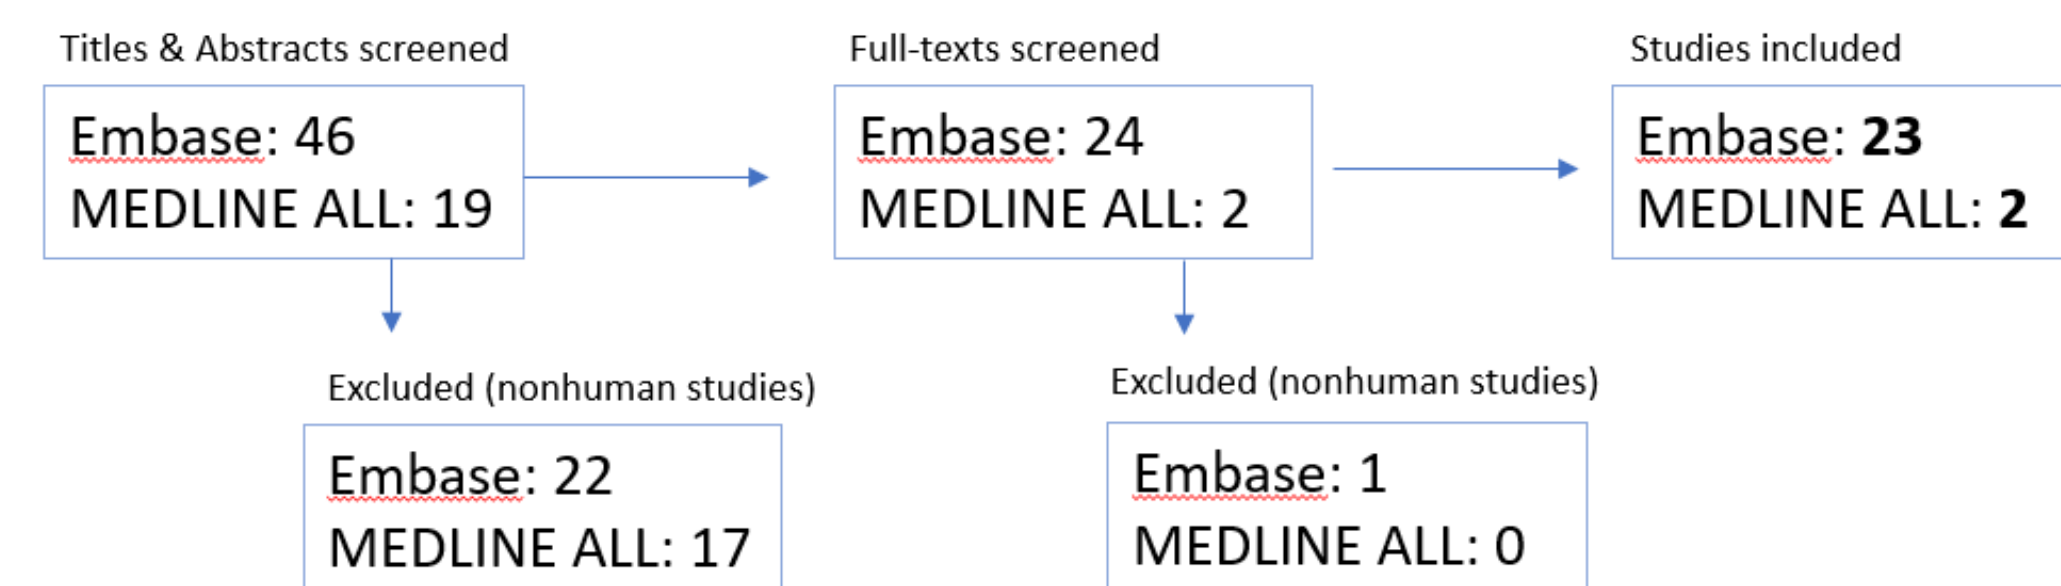 Titles & Abstracts screened
Embase: 46
MEDLINE ALL: 19
Full-texts screened
Embase: 24
MEDLINE ALL: 2
Studies included
Embase: 23
MEDLINE ALL: 2
Excluded (nonhuman studies)
Embase: 22
MEDLINE ALL: 17
Excluded (nonhuman studies)
Embase: 1
MEDLINE ALL: 0